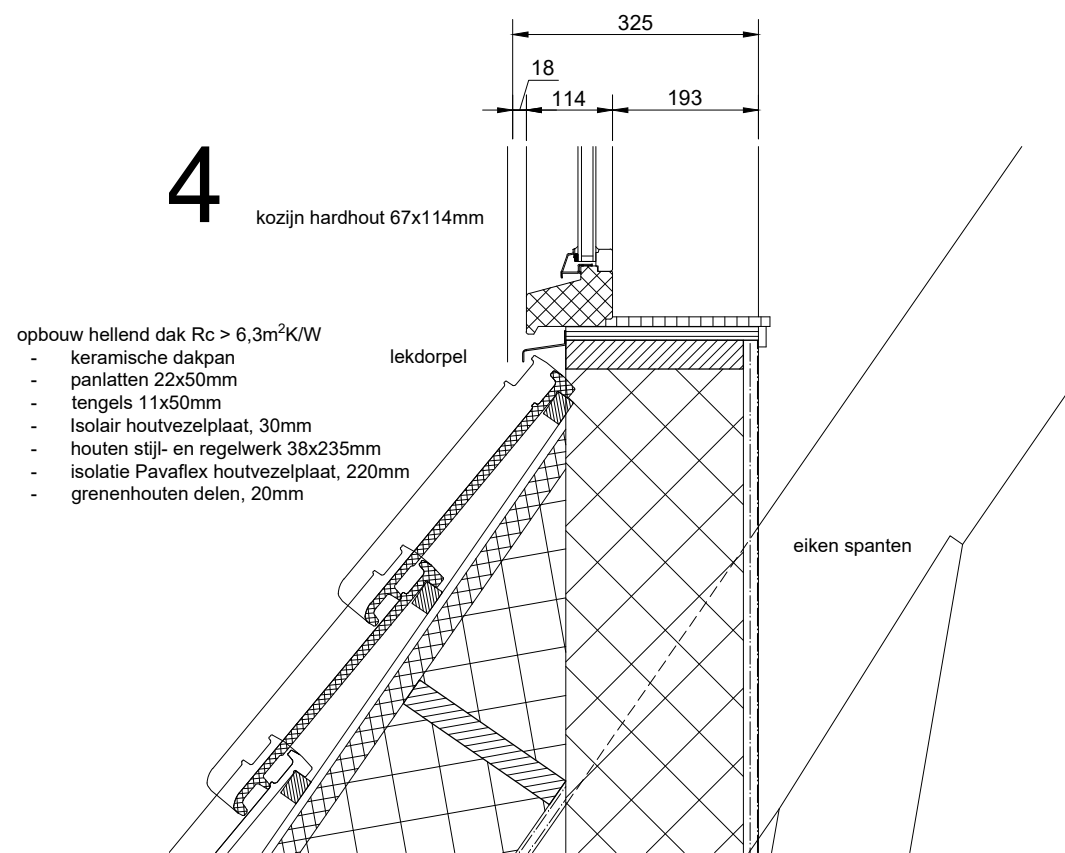 325
18
114
193
4
kozijn hardhout 67x114mm
opbouw hellend dak Rc > 6,3m²K/W
- keramische dakpan
- panlatten 22x50mm
- tengels 11x50mm
- Isolair houtvezelplaat, 30mm
- houten stijl- en regelwerk 38x235mm
- isolatie Pavaflex houtvezelplaat, 220mm
- grenenhouten delen, 20mm
lekdorpel
eiken spanten